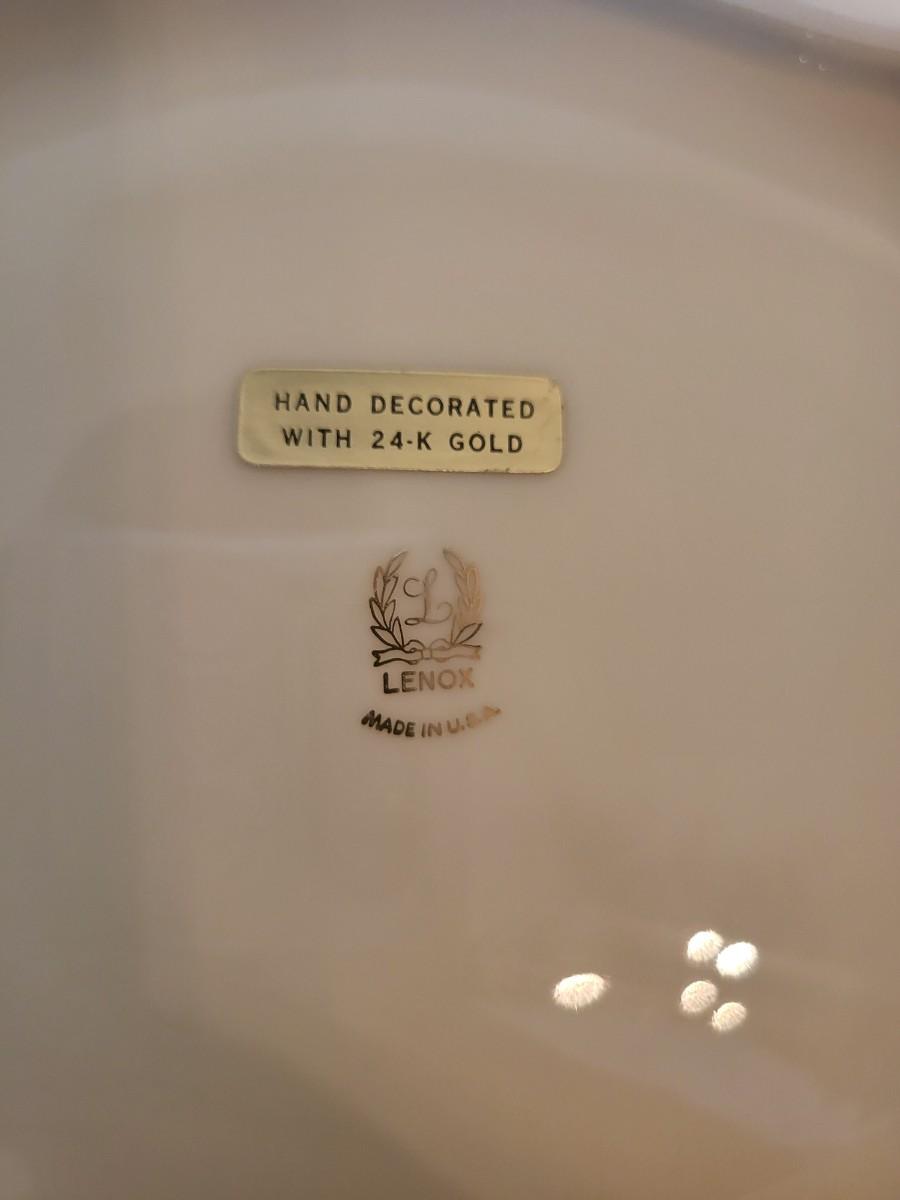 HAND DECORATED
WITH 24-K GOLD
L
LENOX
MADE IN U.S.A.